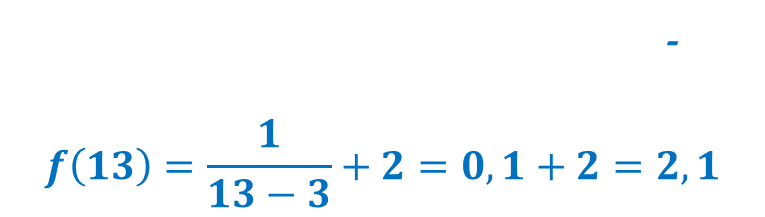 -
f(13) = 1/(13 − 3) + 2 = 0,1 + 2 = 2,1